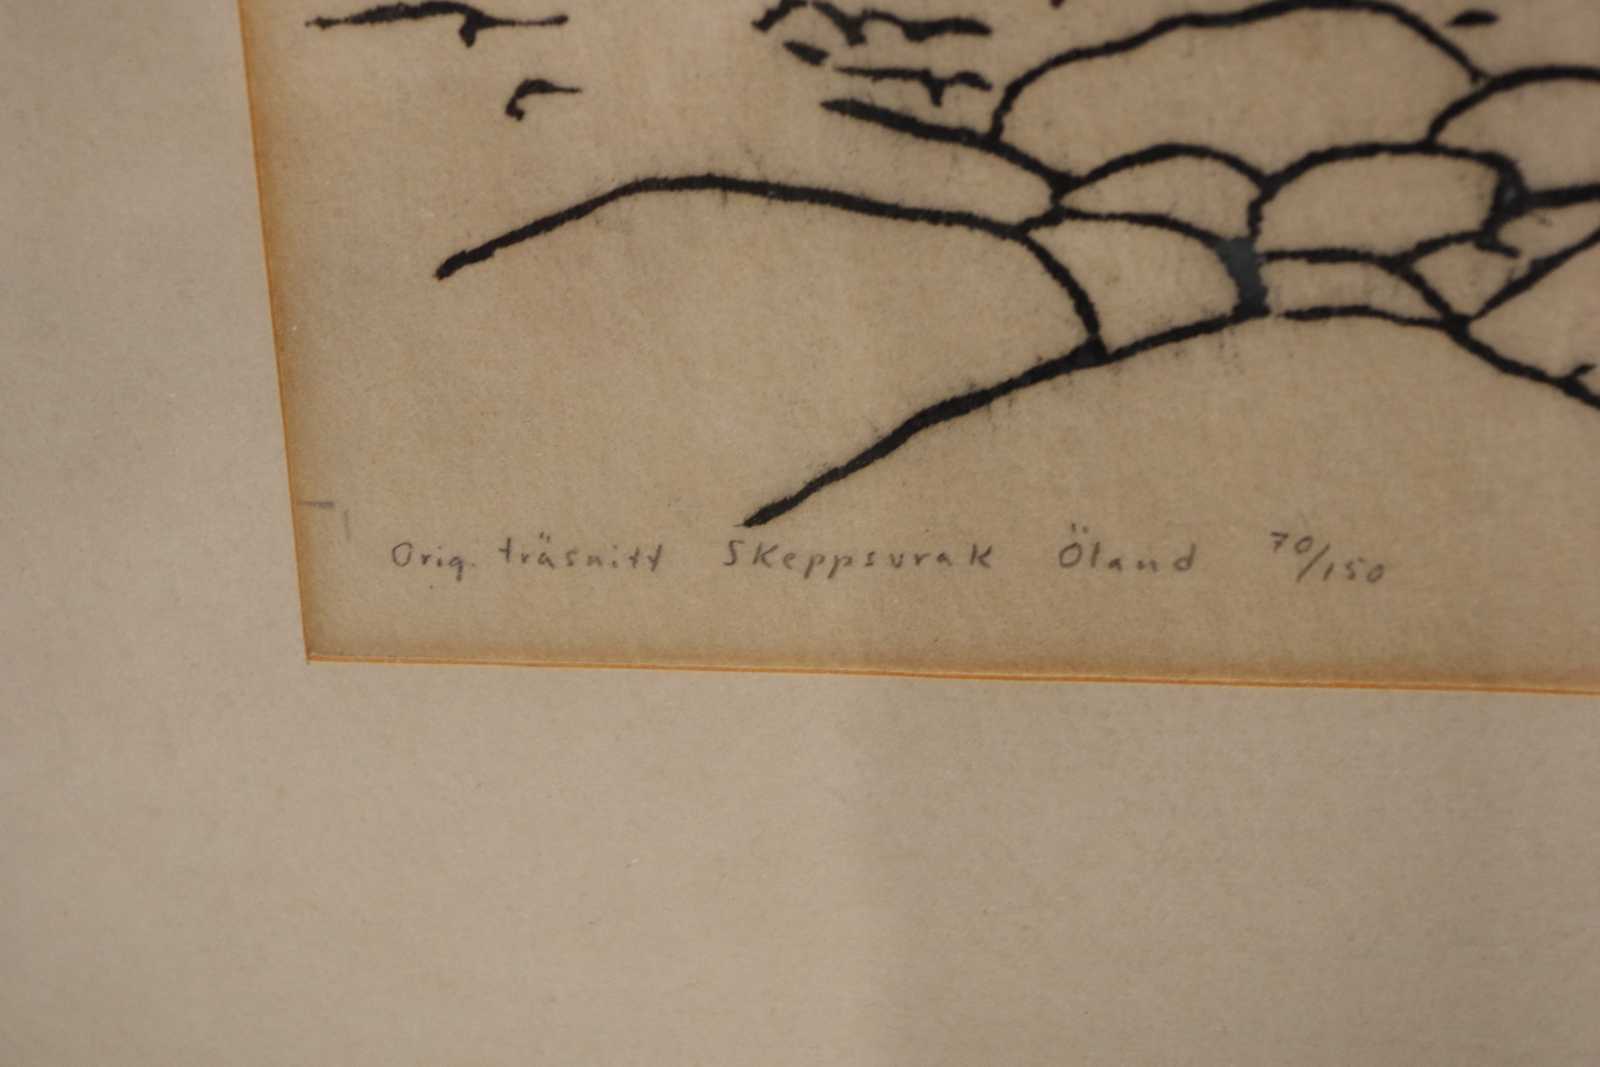 Orig. träsnitt Skeppsvrak Öland 70/150